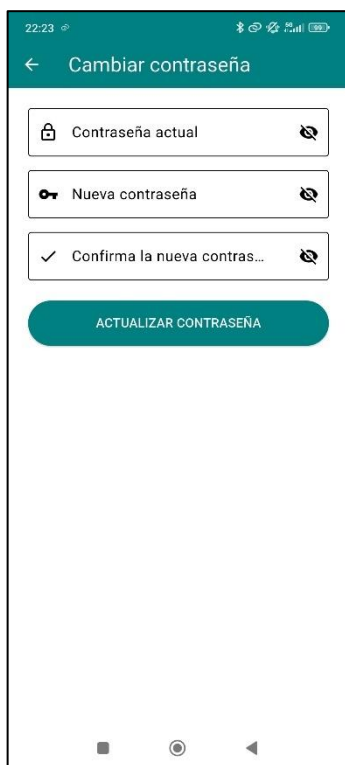 22:23
Cambiar contraseña
Contraseña actual
Nueva contraseña
Confirma la nueva contras...
ACTUALIZAR CONTRASEÑA